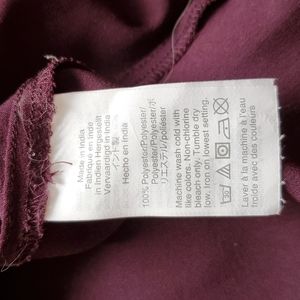 Made in India
Fabriqué en Inde
In Indien Hergestellt
Vervaardigd in India
インド製
Hecho en India
100% Polyester/Polyester/
Polyester/Polyester/ポ
リエステル/poliéster
Machine wash cold with
like colors. Non-chlorine
bleach only. Tumble dry
low. Iron on lowest setting.
Laver à la machine à l'eau
froide avec des couleurs